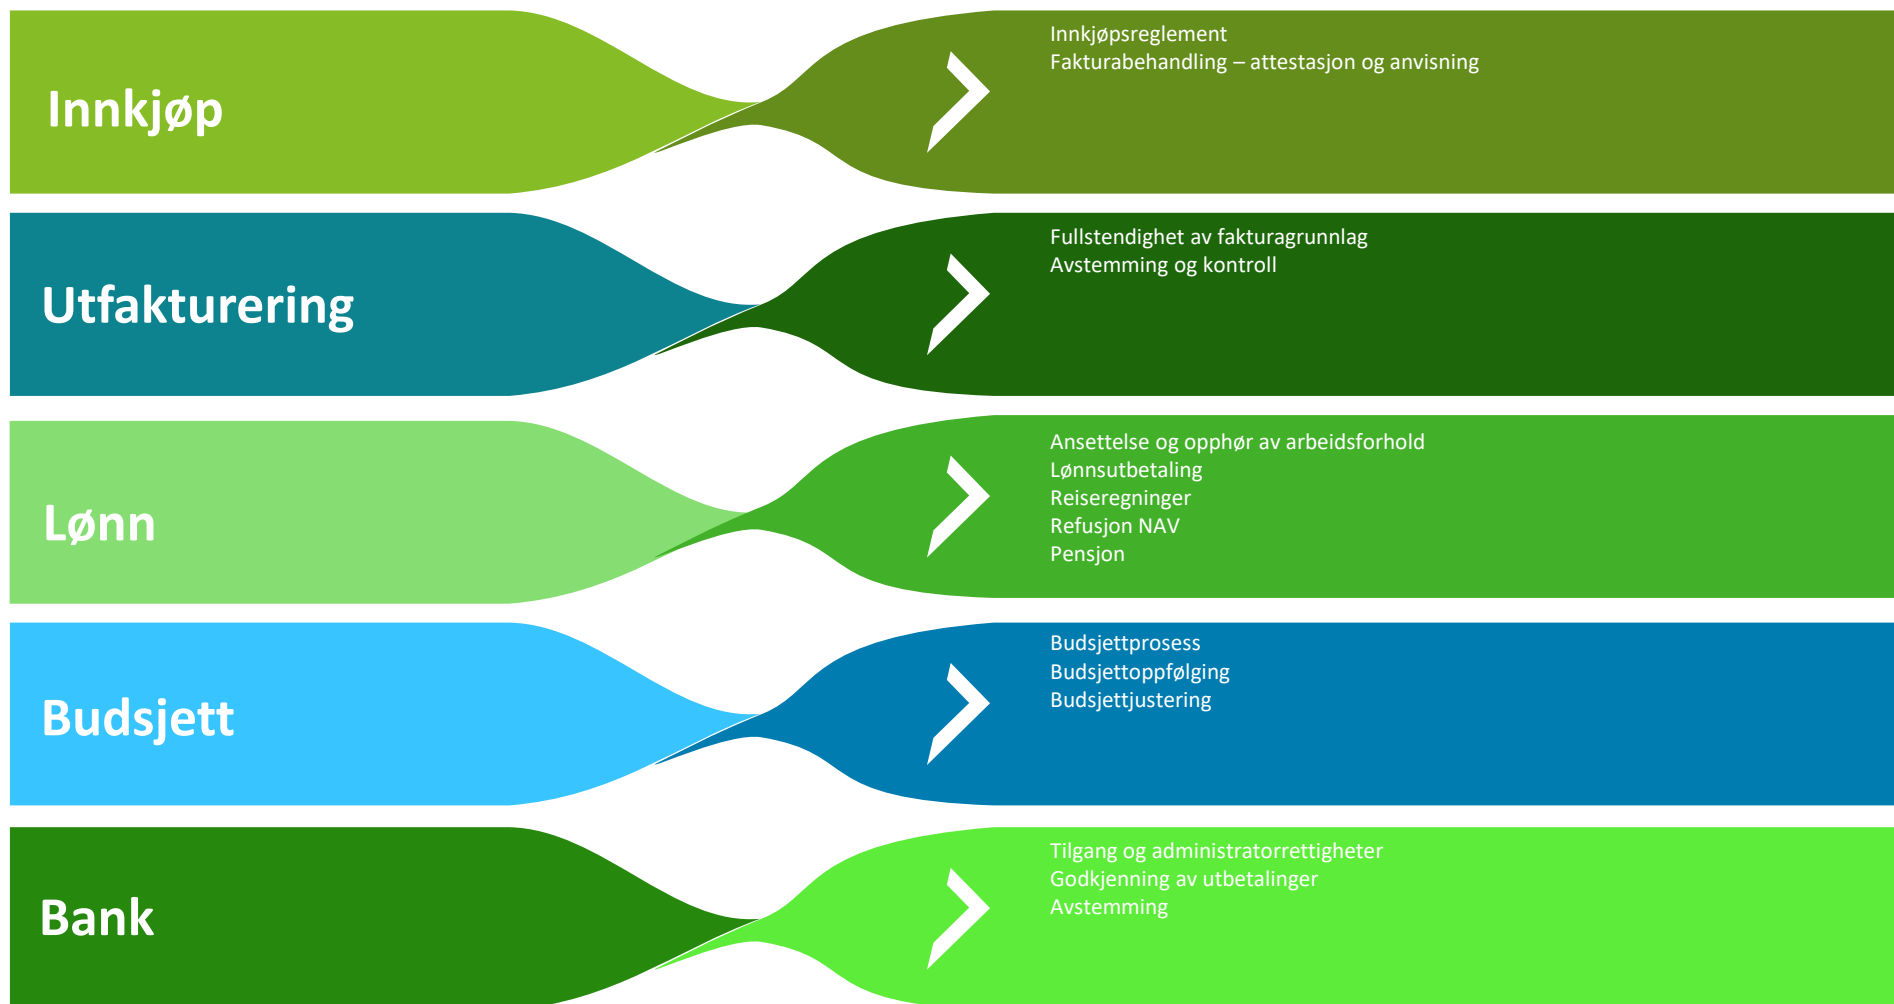 Innkjøp
Innkjøpsreglement
Fakturabehandling – attestasjon og anvisning
Utfakturering
Fullstendighet av fakturagrunnlag
Avstemming og kontroll
Lønn
Ansettelse og opphør av arbeidsforhold
Lønnsutbetaling
Reiseregninger
Refusjon NAV
Pensjon
Budsjett
Budsjettprosess
Budsjettoppfølging
Budsjettjustering
Bank
Tilgang og administratorrettigheter
Godkjenning av utbetalinger
Avstemming